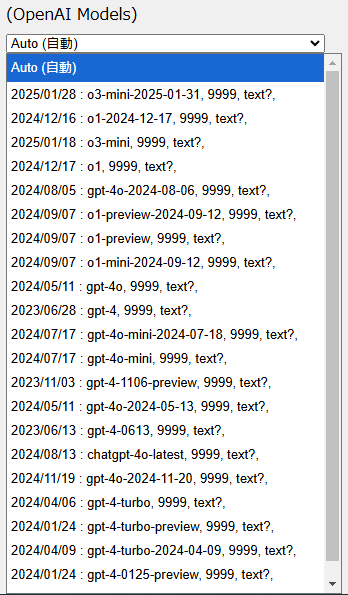 (OpenAI Models)
Auto (自動)
Auto (自動)
2025/01/28 : o3-mini-2025-01-31, 9999, text?,
2024/12/16 : o1-2024-12-17, 9999, text?,
2025/01/18 : o3-mini, 9999, text?,
2024/12/17 : o1, 9999, text?,
2024/08/05 : gpt-4o-2024-08-06, 9999, text?,
2024/09/07 : o1-preview-2024-09-12, 9999, text?,
2024/09/07 : o1-preview, 9999, text?,
2024/09/07 : o1-mini-2024-09-12, 9999, text?,
2024/05/11 : gpt-4o, 9999, text?,
2023/06/28 : gpt-4, 9999, text?,
2024/07/17 : gpt-4o-mini-2024-07-18, 9999, text?,
2024/07/17 : gpt-4o-mini, 9999, text?,
2023/11/03 : gpt-4-1106-preview, 9999, text?,
2024/05/11 : gpt-4o-2024-05-13, 9999, text?,
2023/06/13 : gpt-4-0613, 9999, text?,
2024/08/13 : chatgpt-4o-latest, 9999, text?,
2024/11/19 : gpt-4o-2024-11-20, 9999, text?,
2024/04/06 : gpt-4-turbo, 9999, text?,
2024/01/24 : gpt-4-turbo-preview, 9999, text?,
2024/04/09 : gpt-4-turbo-2024-04-09, 9999, text?,
2024/01/24 : gpt-4-0125-preview, 9999, text?,